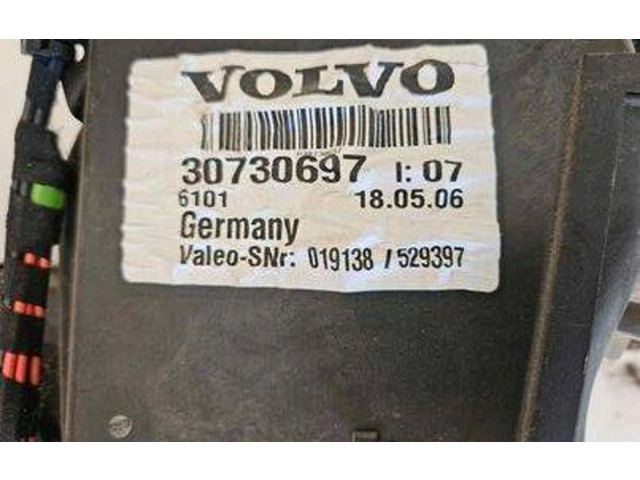 VOLVO
30730697 I: 07
6101 18.05.06
Germany
Valeo-SNr: 019138 / 529397